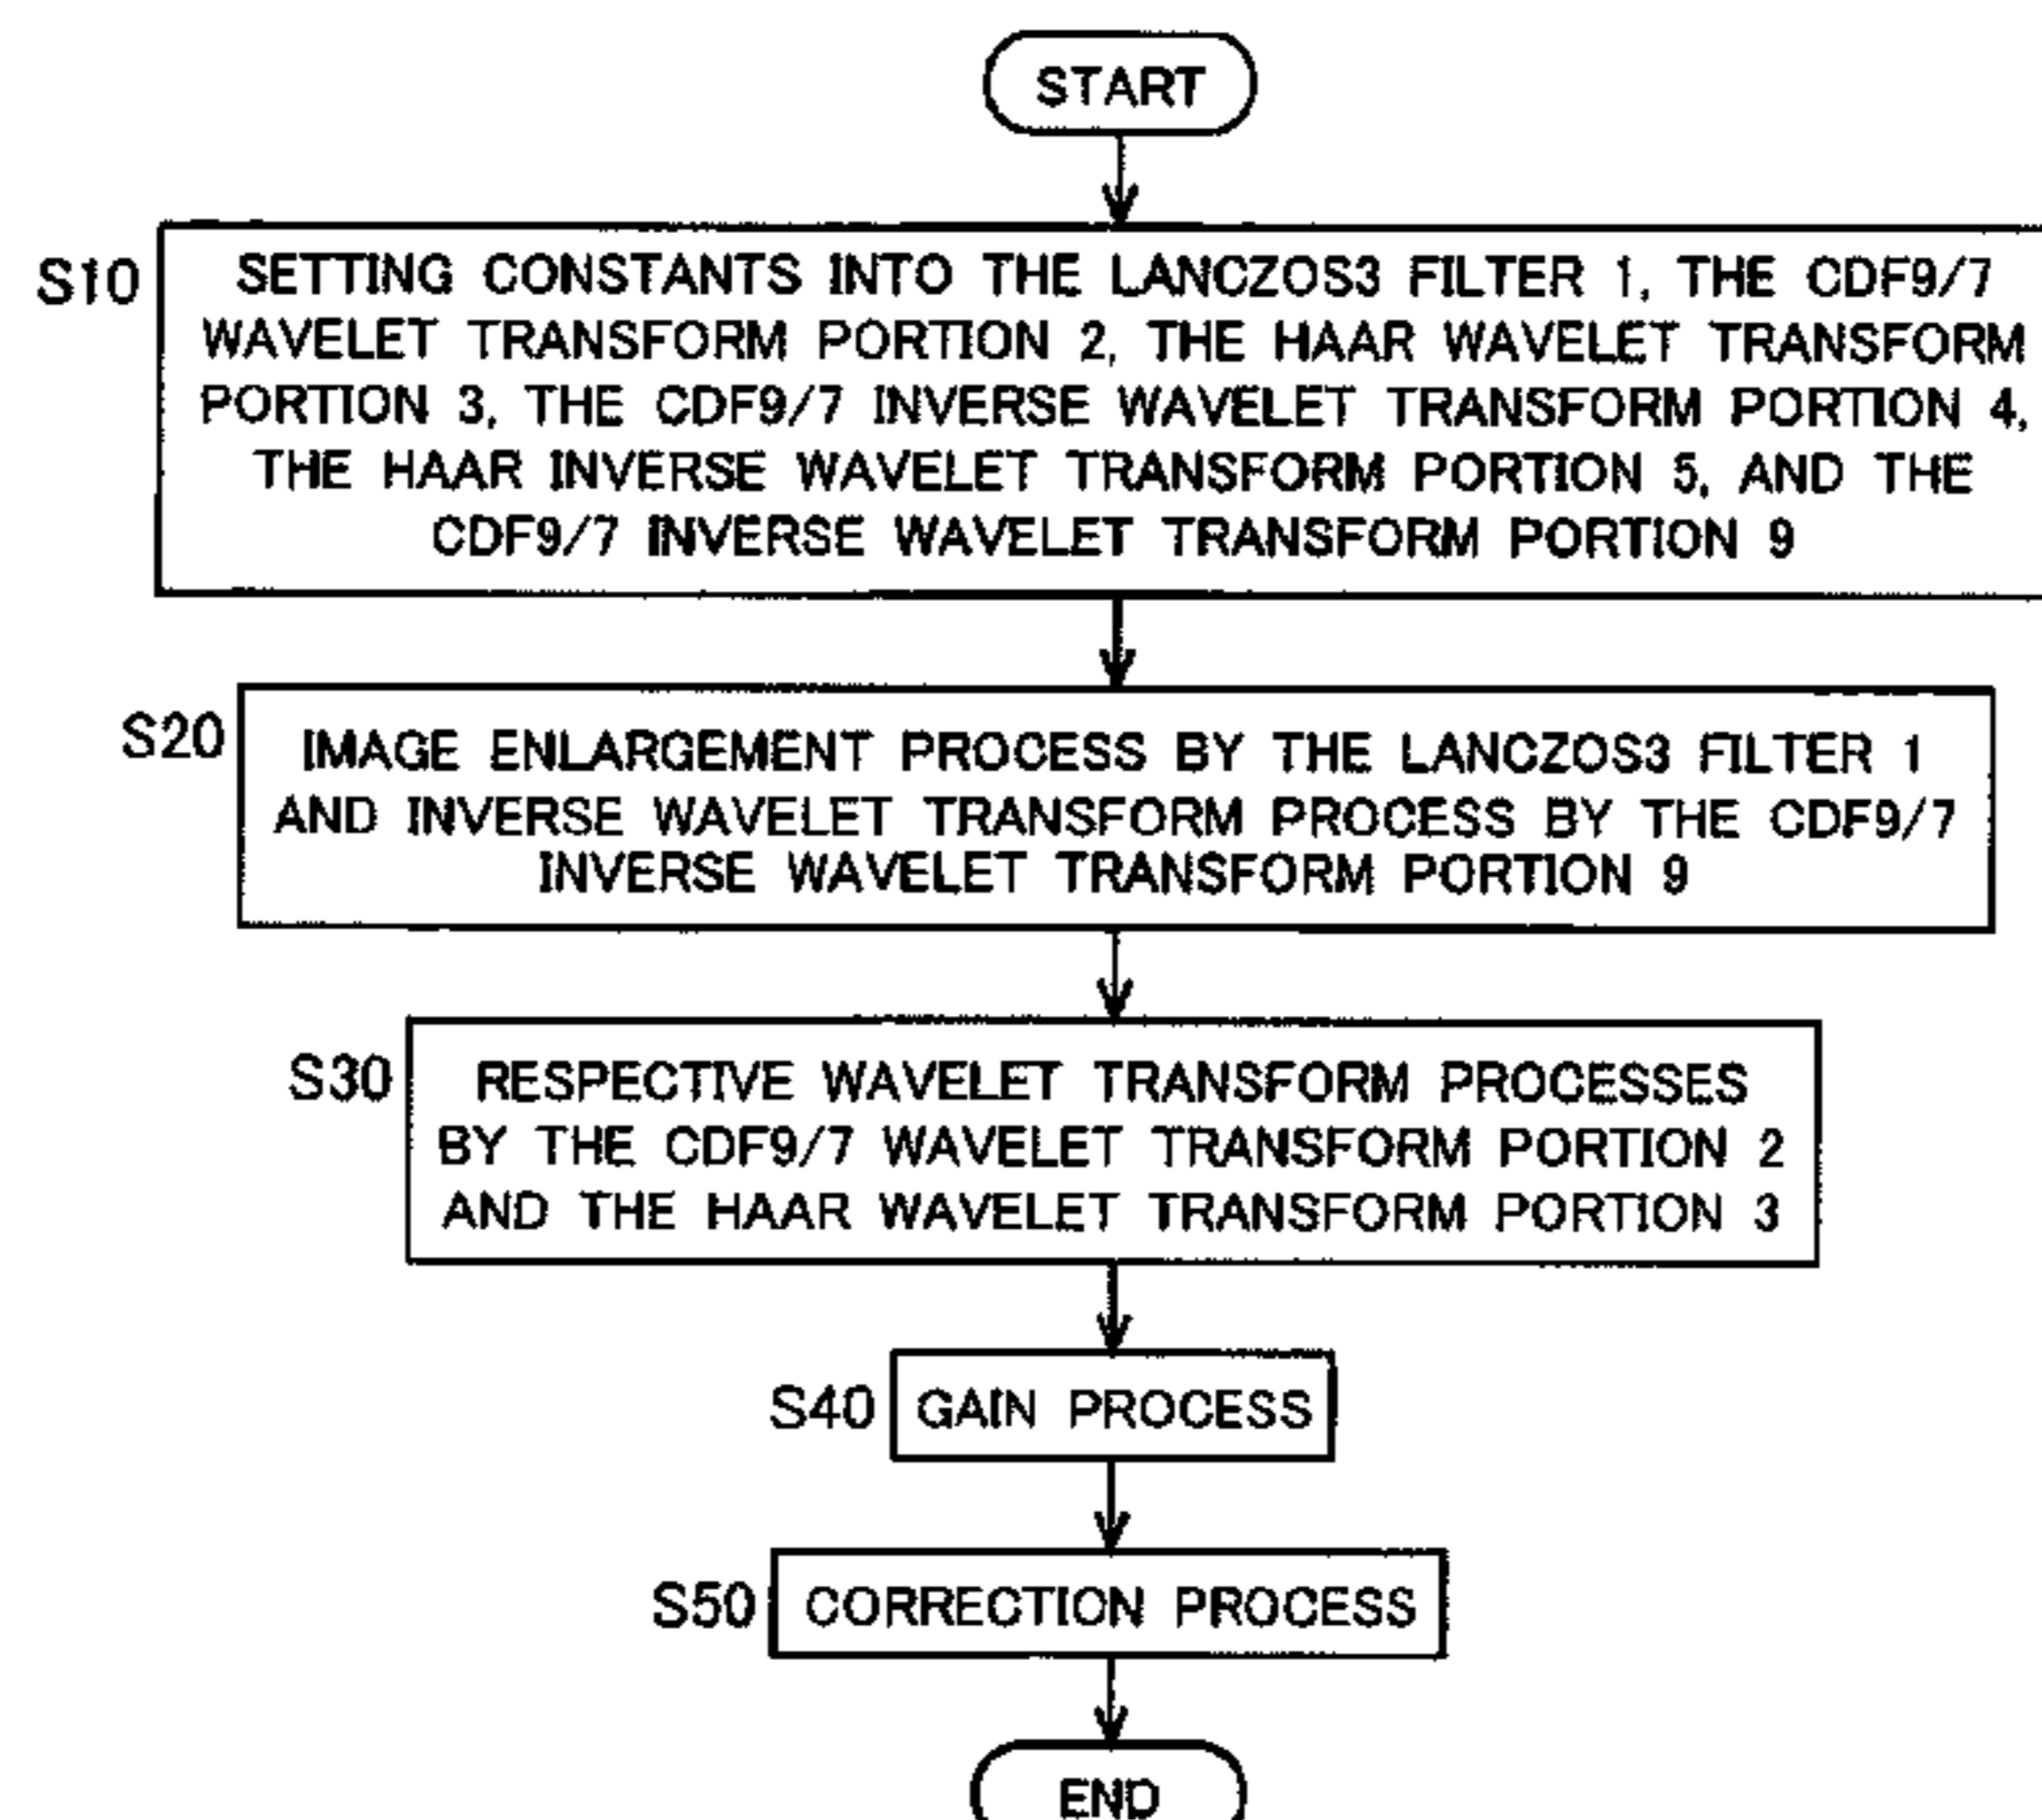 START
S10
SETTING CONSTANTS INTO THE LANCZOS3 FILTER 1, THE CDF9/7
WAVELET TRANSFORM PORTION 2, THE HAAR WAVELET TRANSFORM
PORTION 3, THE CDF9/7 INVERSE WAVELET TRANSFORM PORTION 4,
THE HAAR INVERSE WAVELET TRANSFORM PORTION 5, AND THE
CDF9/7 INVERSE WAVELET TRANSFORM PORTION 9
S20
IMAGE ENLARGEMENT PROCESS BY THE LANCZOS3 FILTER 1
AND INVERSE WAVELET TRANSFORM PROCESS BY THE CDF9/7
INVERSE WAVELET TRANSFORM PORTION 9
S30
RESPECTIVE WAVELET TRANSFORM PROCESSES
BY THE CDF9/7 WAVELET TRANSFORM PORTION 2
AND THE HAAR WAVELET TRANSFORM PORTION 3
S40
GAIN PROCESS
S50
CORRECTION PROCESS
END